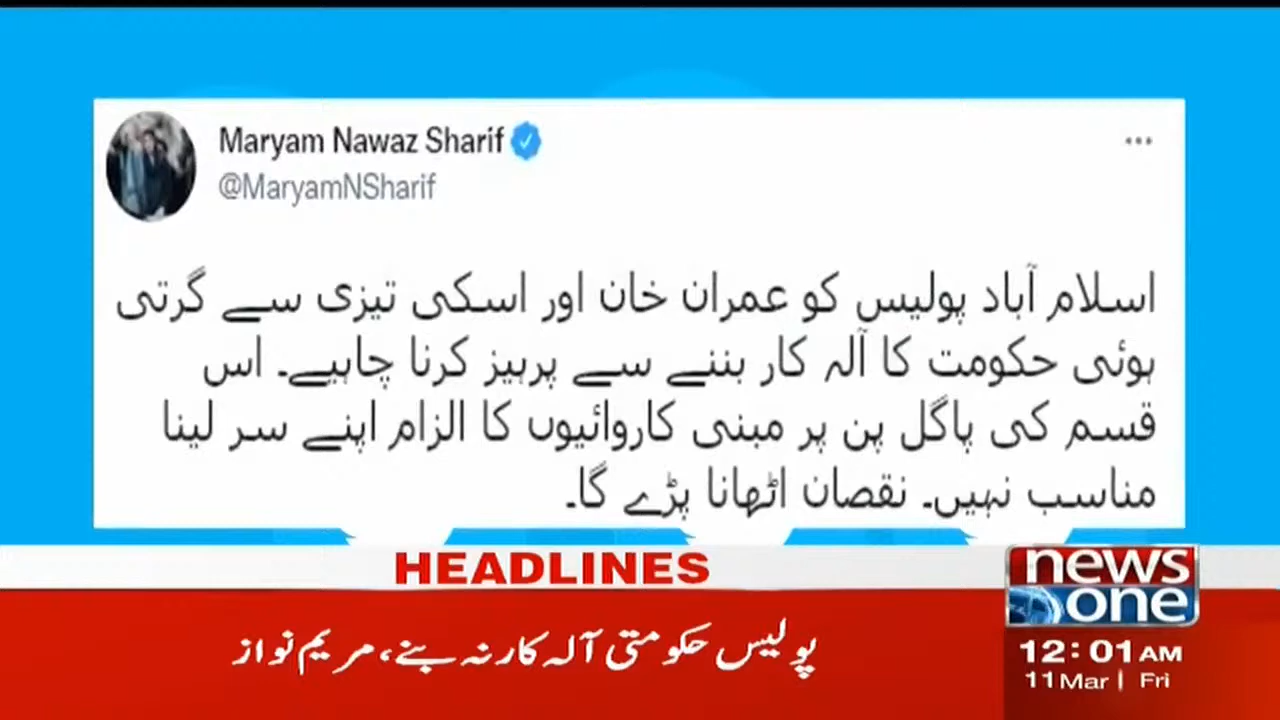 Maryam Nawaz Sharif
@MaryamNSharif
اسلام آباد پولیس کو عمران خان اور اسکی تیزی سے گرتی
ہوئی حکومت کا آلہ کار بننے سے پرہیز کرنا چاہیے۔ اس
قسم کی پاگل پن پر مبنی کاروائیوں کا الزام اپنے سر لینا
مناسب نہیں۔ نقصان اٹھانا پڑے گا۔
HEADLINES
پولیس حکومتی آلہ کار نہ بنے، مریم نواز
news
one
12:01 AM
11 Mar | Fri